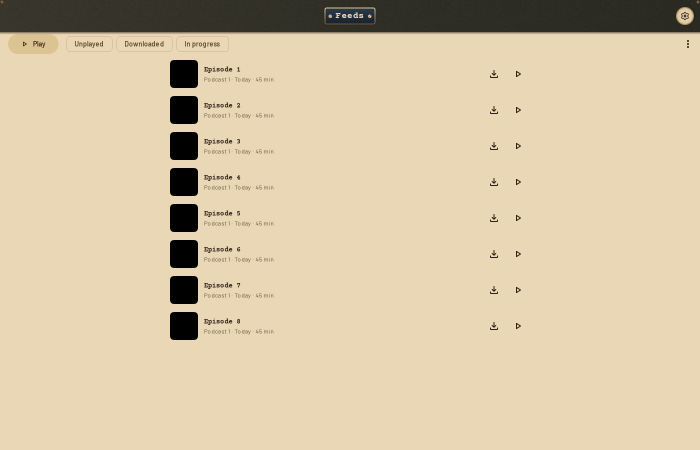 Feeds
Play Unplayed Downloaded In progress
Episode 1
Podcast 1 · Today · 45 min
Episode 2
Podcast 1 · Today · 45 min
Episode 3
Podcast 1 · Today · 45 min
Episode 4
Podcast 1 · Today · 45 min
Episode 5
Podcast 1 · Today · 45 min
Episode 6
Podcast 1 · Today · 45 min
Episode 7
Podcast 1 · Today · 45 min
Episode 8
Podcast 1 · Today · 45 min